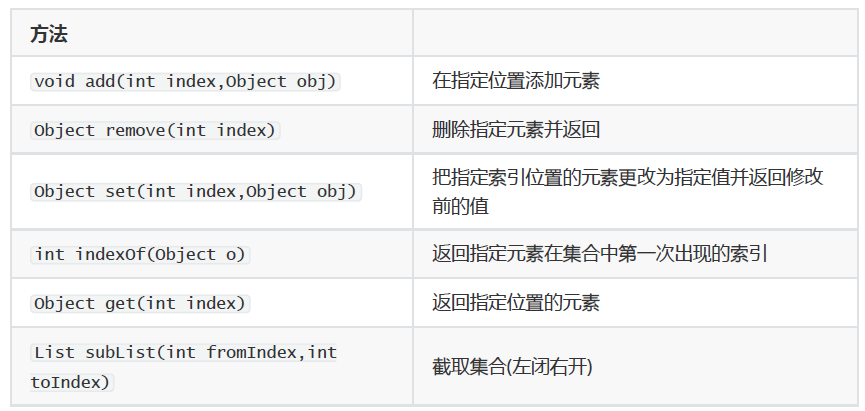 方法
void add(int index,Object obj)
在指定位置添加元素
Object remove(int index)
删除指定元素并返回
Object set(int index,Object obj)
把指定索引位置的元素更改为指定值并返回修改
前的值
int indexOf(Object o)
返回指定元素在集合中第一次出现的索引
Object get(int index)
返回指定位置的元素
List subList(int fromIndex,int
toIndex)
截取集合(左闭右开)